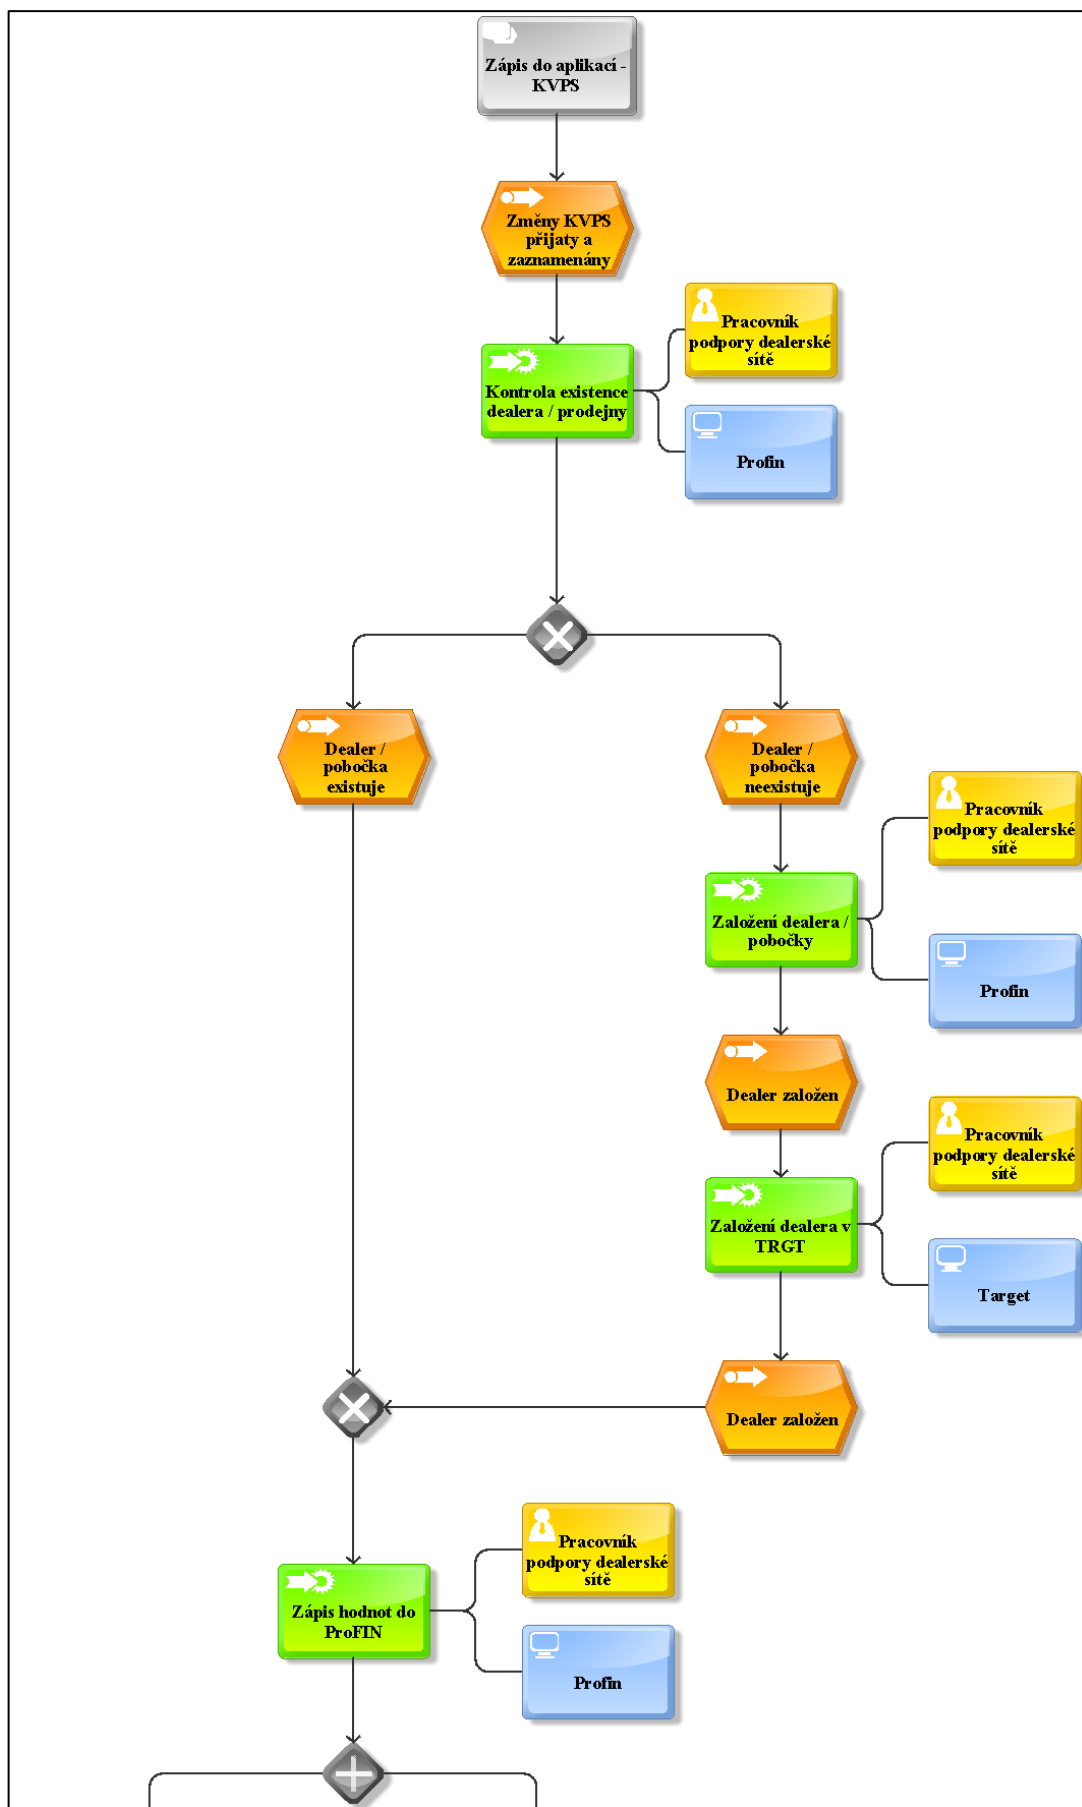 Zápis do aplikací -
KVPS
Změny KVPS
přijaty a
zaznamenány
Pracovník
podpory dealerské
sítě
Kontrola existence
dealera / prodejny
Profin
Dealer /
pobočka
existuje
Dealer /
pobočka
neexistuje
Pracovník
podpory dealerské
sítě
Založení dealera /
pobočky
Profin
Dealer založen
Pracovník
podpory dealerské
sítě
Založení dealera v
TRGT
Target
Dealer založen
Pracovník
podpory dealerské
sítě
Zápis hodnot do
ProFIN
Profin